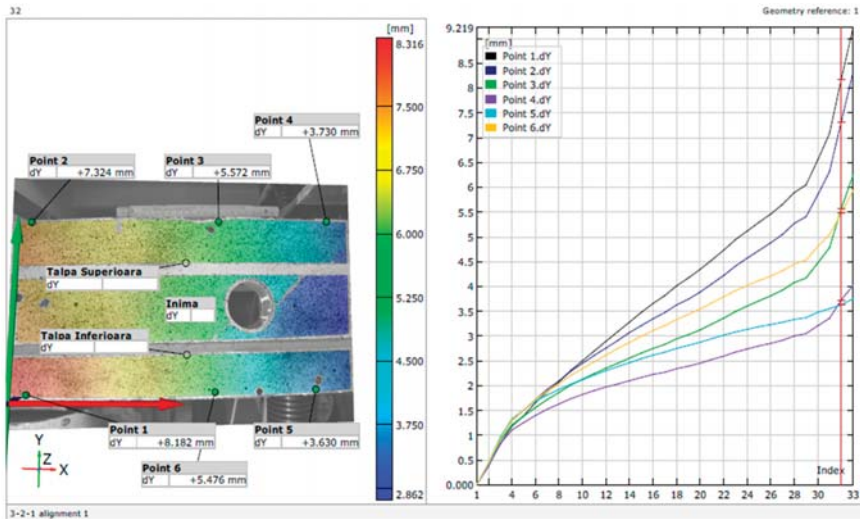 32
Geometry reference: 1
[mm]
8.316
7.500
6.750
6.000
5.250
4.500
3.750
2.862
Point 4
dY +3.730 mm
Point 2
dY +7.324 mm
Point 3
dY +5.572 mm
Talpa Superioara
dY
Inima
dY
Talpa Inferioara
dY
Point 1
dY +8.182 mm
Point 5
dY +3.630 mm
Point 6
dY +5.476 mm
Y
Z
X
3-2-1 alignment 1
9.219
[mm]
Point 1.dY
Point 2.dY
Point 3.dY
Point 4.dY
Point 5.dY
Point 6.dY
8.5
8
7.5
7
6.5
6
5.5
5
4.5
4
3.5
3
2.5
2
1.5
1
0.5
0.000
Index
1 4 6 8 10 12 14 16 18 20 22 24 26 28 30 33